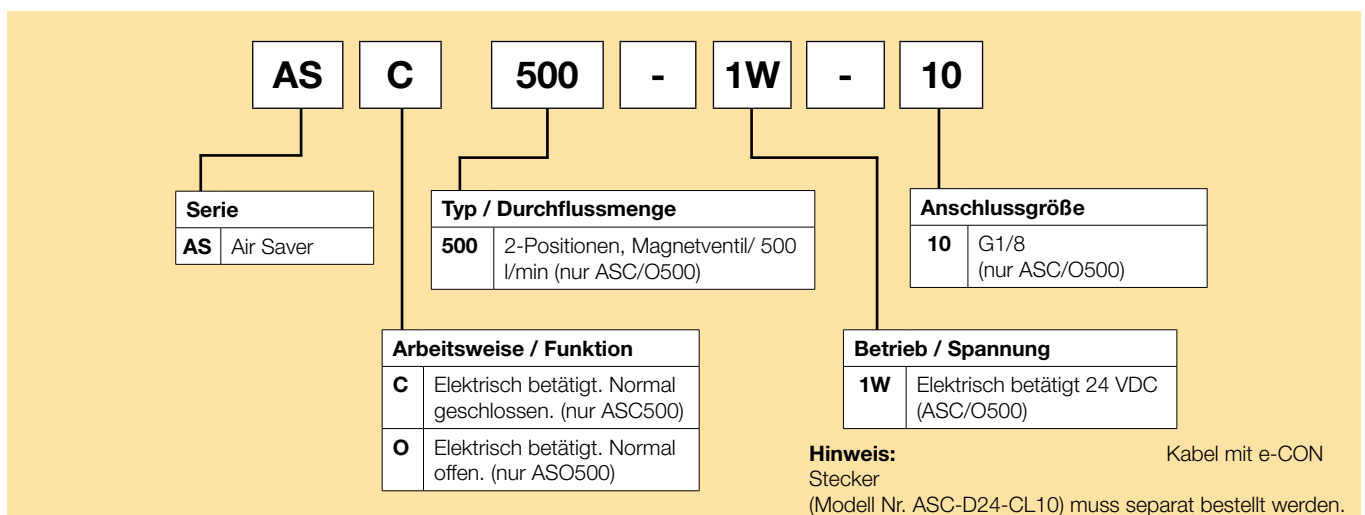 AS C 500 - 1W - 10
Serie
AS Air Saver
Typ / Durchflussmenge
500 2-Positionen, Magnetventil/ 500
l/min (nur ASC/O500)
Anschlussgröße
10 G1/8
(nur ASC/O500)
Arbeitsweise / Funktion
C Elektrisch betätigt. Normal
geschlossen. (nur ASC500)
O Elektrisch betätigt. Normal
offen. (nur ASO500)
Betrieb / Spannung
1W Elektrisch betätigt 24 VDC
(ASC/O500)
Hinweis: Kabel mit e-CON
Stecker
(Modell Nr. ASC-D24-CL10) muss separat bestellt werden.